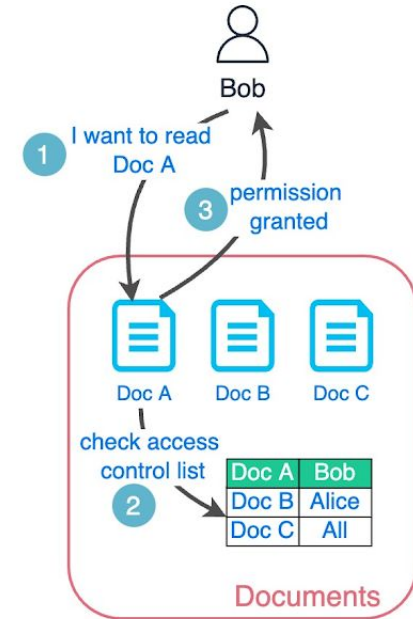 Bob
1
I want to read
Doc A
3
permission
granted
Doc A
Doc B
Doc C
check access
control list
2
Doc A Bob
Doc B Alice
Doc C All
Documents